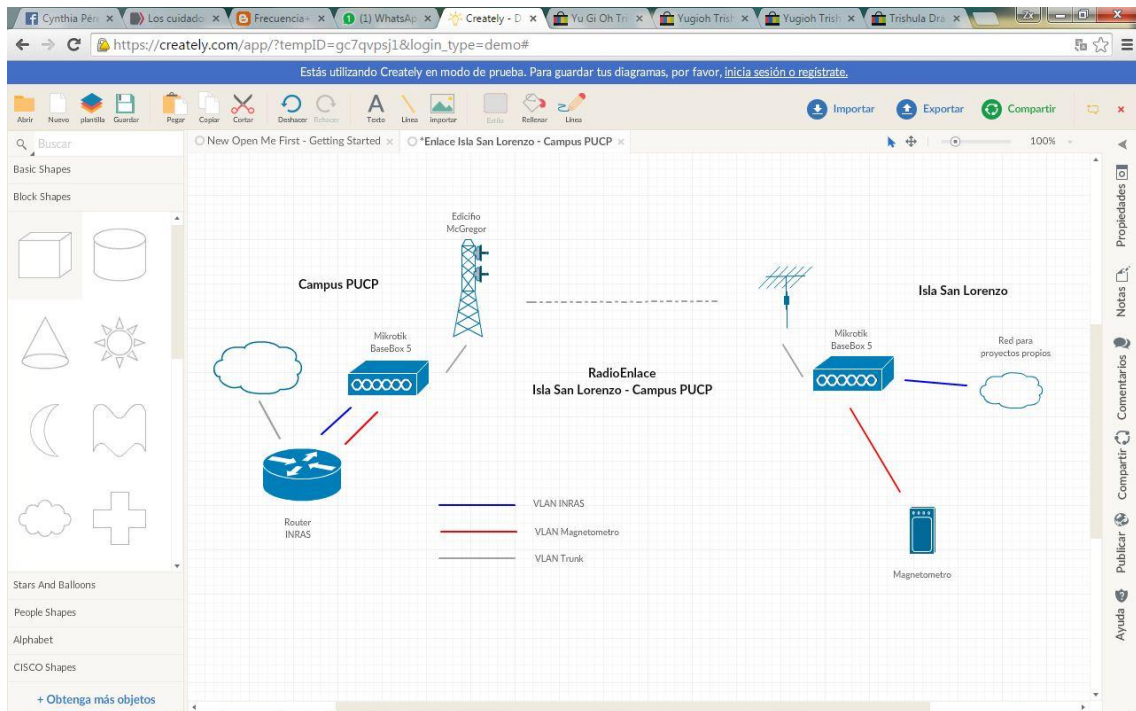 Cynthia Pére
Los cuidado
Frecuencia
(1) WhatsAp
Creately - D
Yu Gi Oh Tri
Yugioh Trish
Yugioh Trish
Trishula Dra
https://creately.com/app/?tempID=gc7qvpsj1&login_type=demo#
Estás utilizando Creately en modo de prueba. Para guardar tus diagramas, por favor, inicia sesión o regístrate.
Abrir Nuevo plantilla Guardar Pegar Copiar Cortar Deshacer Rehacer Texto Línea importar Estilo Rellenar Línea
Importar Exportar Compartir
Buscar
New Open Me First - Getting Started
*Enlace Isla San Lorenzo - Campus PUCP
100%
Basic Shapes
Block Shapes
Stars And Balloons
People Shapes
Alphabet
CISCO Shapes
+ Obtenga más objetos
Edicifio
McGregor
Campus PUCP
Isla San Lorenzo
Mikrotik
BaseBox 5
Mikrotik
BaseBox 5
Red para
proyectos propios
RadioEnlace
Isla San Lorenzo - Campus PUCP
Router
INRAS
VLAN INRAS
VLAN Magnetometro
VLAN Trunk
Magnetometro
Propiedades
Notas
Comentarios
Compartir
Publicar
Ayuda